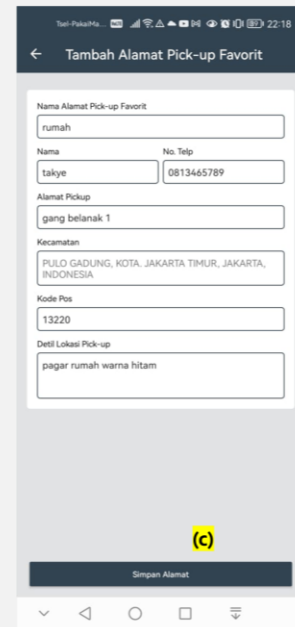 Tsel-PakaiMa... 22:18
Tambah Alamat Pick-up Favorit
Nama Alamat Pick-up Favorit
rumah
Nama No. Telp
takye 0813465789
Alamat Pickup
gang belanak 1
Kecamatan
PULO GADUNG, KOTA. JAKARTA TIMUR, JAKARTA,
INDONESIA
Kode Pos
13220
Detil Lokasi Pick-up
pagar rumah warna hitam
(c)
Simpan Alamat